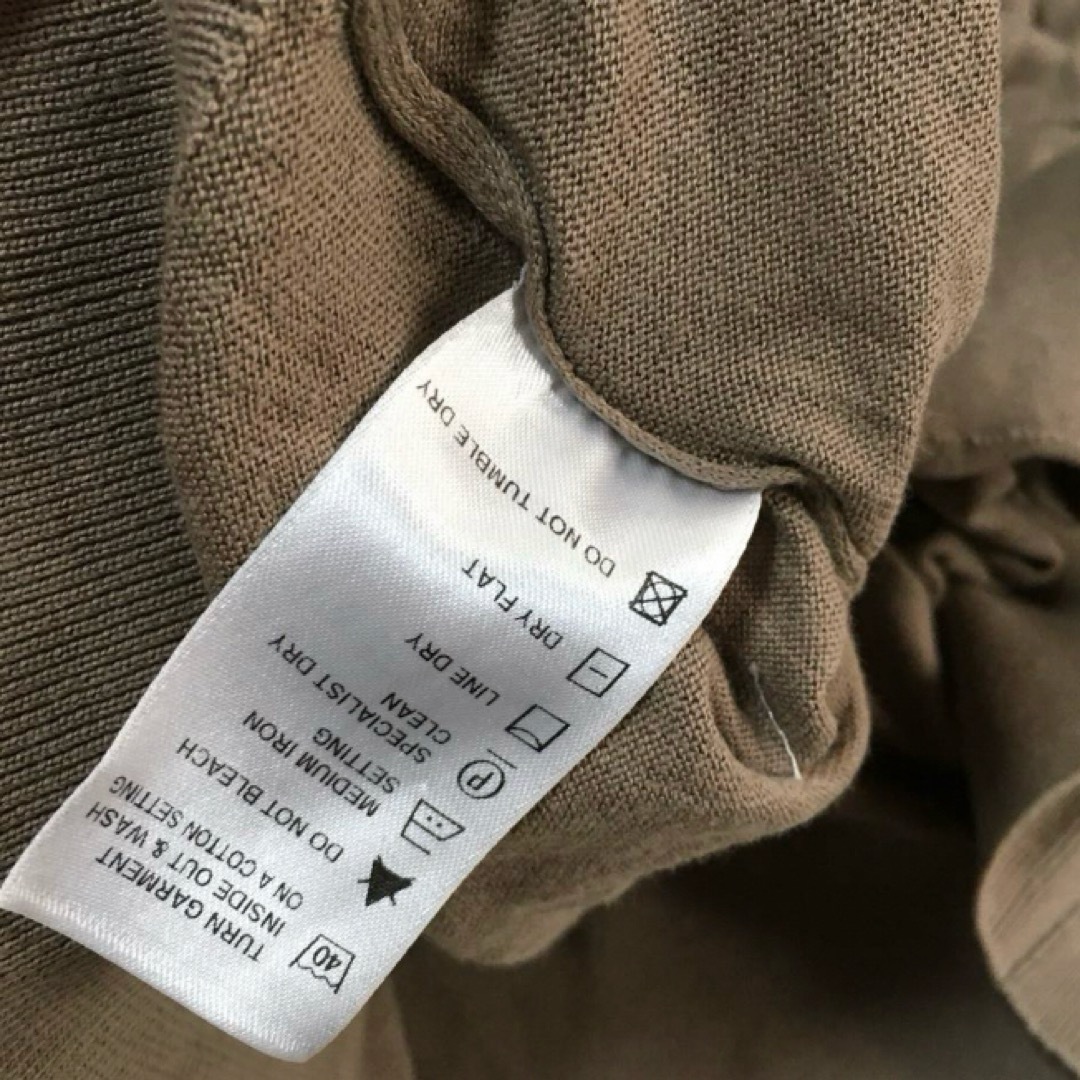 40
TURN GARMENT
INSIDE OUT & WASH
ON A COTTON SETTING
DO NOT BLEACH
MEDIUM IRON
SETTING
P
SPECIALIST DRY
CLEAN
LINE DRY
DRY FLAT
DO NOT TUMBLE DRY